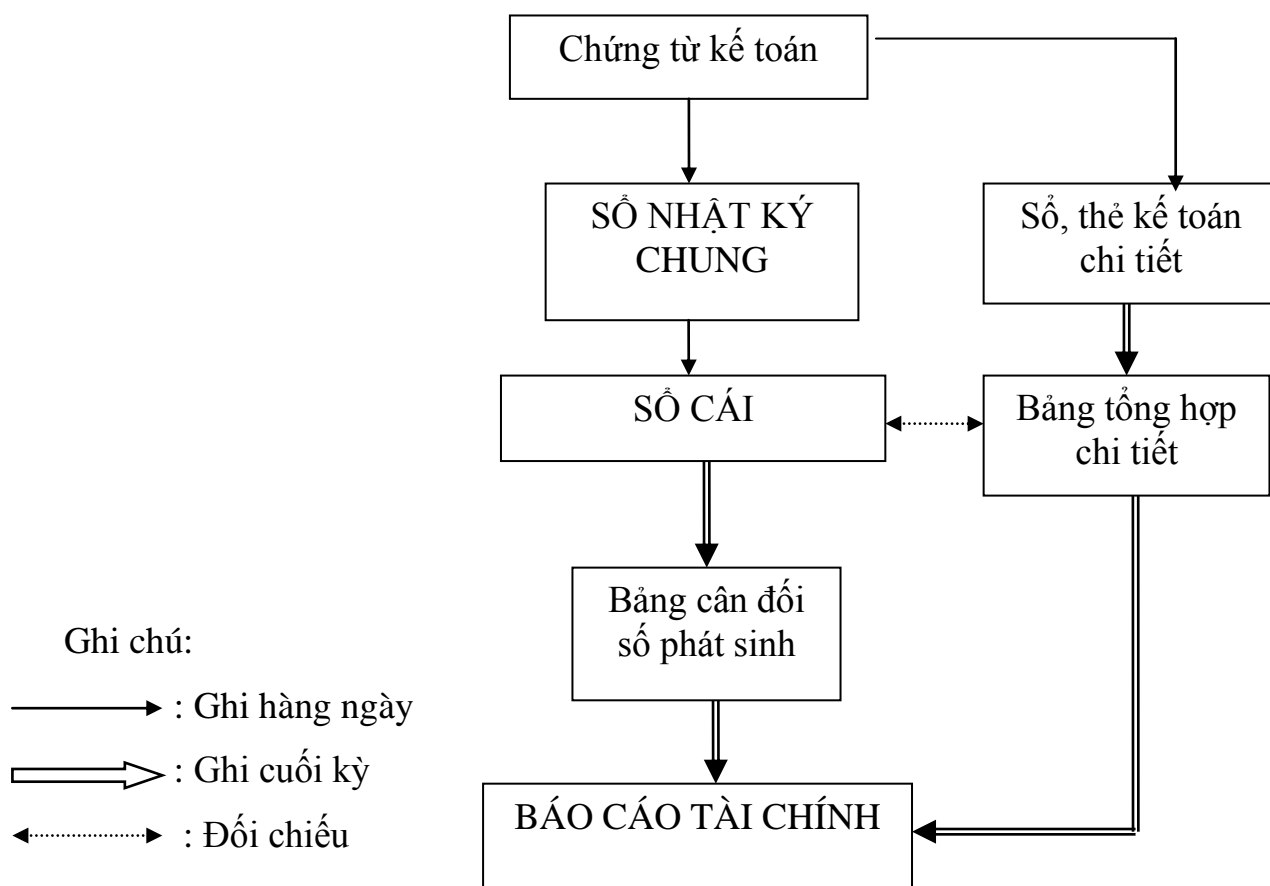 Chứng từ kế toán
SỔ NHẬT KÝ
CHUNG
Sổ, thẻ kế toán
chi tiết
SỔ CÁI
Bảng tổng hợp
chi tiết
Bảng cân đối
số phát sinh
Ghi chú:
: Ghi hàng ngày
: Ghi cuối kỳ
: Đối chiếu
BÁO CÁO TÀI CHÍNH